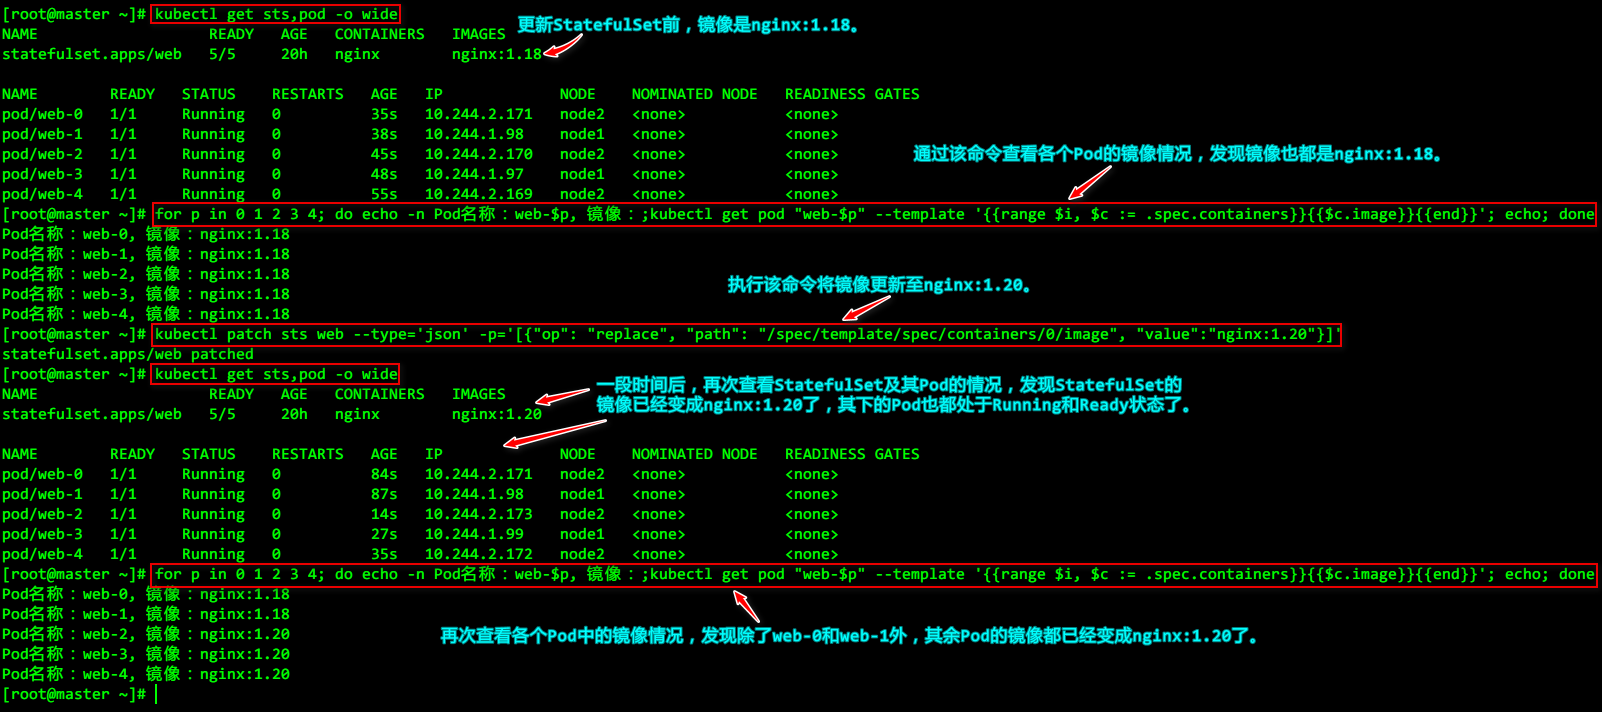 [root@master ~]# kubectl get sts,pod -o wide
更新StatefulSet前，镜像是nginx:1.18。
NAME                   READY   AGE   CONTAINERS   IMAGES
statefulset.apps/web   5/5     20h   nginx        nginx:1.18
NAME        READY   STATUS    RESTARTS   AGE   IP             NODE    NOMINATED NODE   READINESS GATES
pod/web-0   1/1     Running   0          35s   10.244.2.171   node2   <none>           <none>
pod/web-1   1/1     Running   0          38s   10.244.1.98    node1   <none>           <none>
pod/web-2   1/1     Running   0          45s   10.244.2.170   node2   <none>           <none>
通过该命令查看各个Pod的镜像情况，发现镜像也都是nginx:1.18。
pod/web-3   1/1     Running   0          48s   10.244.1.97    node1   <none>           <none>
pod/web-4   1/1     Running   0          55s   10.244.2.169   node2   <none>           <none>
[root@master ~]# for p in 0 1 2 3 4; do echo -n Pod名称：web-$p, 镜像：;kubectl get pod "web-$p" --template '{{range $i, $c := .spec.containers}}{{$c.image}}{{end}}'; echo; done
Pod名称：web-0, 镜像：nginx:1.18
Pod名称：web-1, 镜像：nginx:1.18
Pod名称：web-2, 镜像：nginx:1.18
执行该命令将镜像更新至nginx:1.20。
Pod名称：web-3, 镜像：nginx:1.18
Pod名称：web-4, 镜像：nginx:1.18
[root@master ~]# kubectl patch sts web --type='json' -p='[{"op": "replace", "path": "/spec/template/spec/containers/0/image", "value":"nginx:1.20"}]'
statefulset.apps/web patched
[root@master ~]# kubectl get sts,pod -o wide
NAME                   READY   AGE   CONTAINERS   IMAGES
一段时间后，再次查看StatefulSet及其Pod的情况，发现StatefulSet的
镜像已经变成nginx:1.20了，其下的Pod也都处于Running和Ready状态了。
statefulset.apps/web   5/5     20h   nginx        nginx:1.20
NAME        READY   STATUS    RESTARTS   AGE   IP             NODE    NOMINATED NODE   READINESS GATES
pod/web-0   1/1     Running   0          84s   10.244.2.171   node2   <none>           <none>
pod/web-1   1/1     Running   0          87s   10.244.1.98    node1   <none>           <none>
pod/web-2   1/1     Running   0          14s   10.244.2.173   node2   <none>           <none>
pod/web-3   1/1     Running   0          27s   10.244.1.99    node1   <none>           <none>
pod/web-4   1/1     Running   0          35s   10.244.2.172   node2   <none>           <none>
[root@master ~]# for p in 0 1 2 3 4; do echo -n Pod名称：web-$p, 镜像：;kubectl get pod "web-$p" --template '{{range $i, $c := .spec.containers}}{{$c.image}}{{end}}'; echo; done
Pod名称：web-0, 镜像：nginx:1.18
Pod名称：web-1, 镜像：nginx:1.18
Pod名称：web-2, 镜像：nginx:1.20
再次查看各个Pod中的镜像情况，发现除了web-0和web-1外，其余Pod的镜像都已经变成nginx:1.20了。
Pod名称：web-3, 镜像：nginx:1.20
Pod名称：web-4, 镜像：nginx:1.20
[root@master ~]#